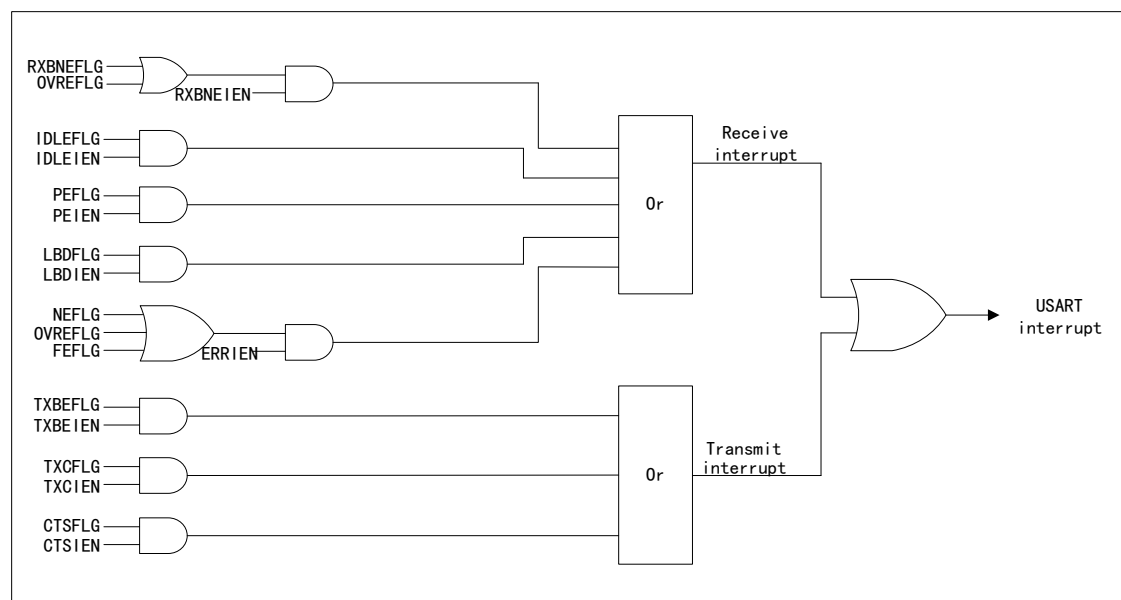 RXBNEFLG
OVREFLG
RXBNEIEN
IDLEFLG
IDLEIEN
PEFLG
PEIEN
LBDFLG
LBDIEN
NEFLG
OVREFLG
FEFLG
ERRIEN
Or
Receive
interrupt
TXBEFLG
TXBEIEN
TXCFLG
TXCIEN
CTSFLG
CTSIEN
Or
Transmit
interrupt
USART
interrupt